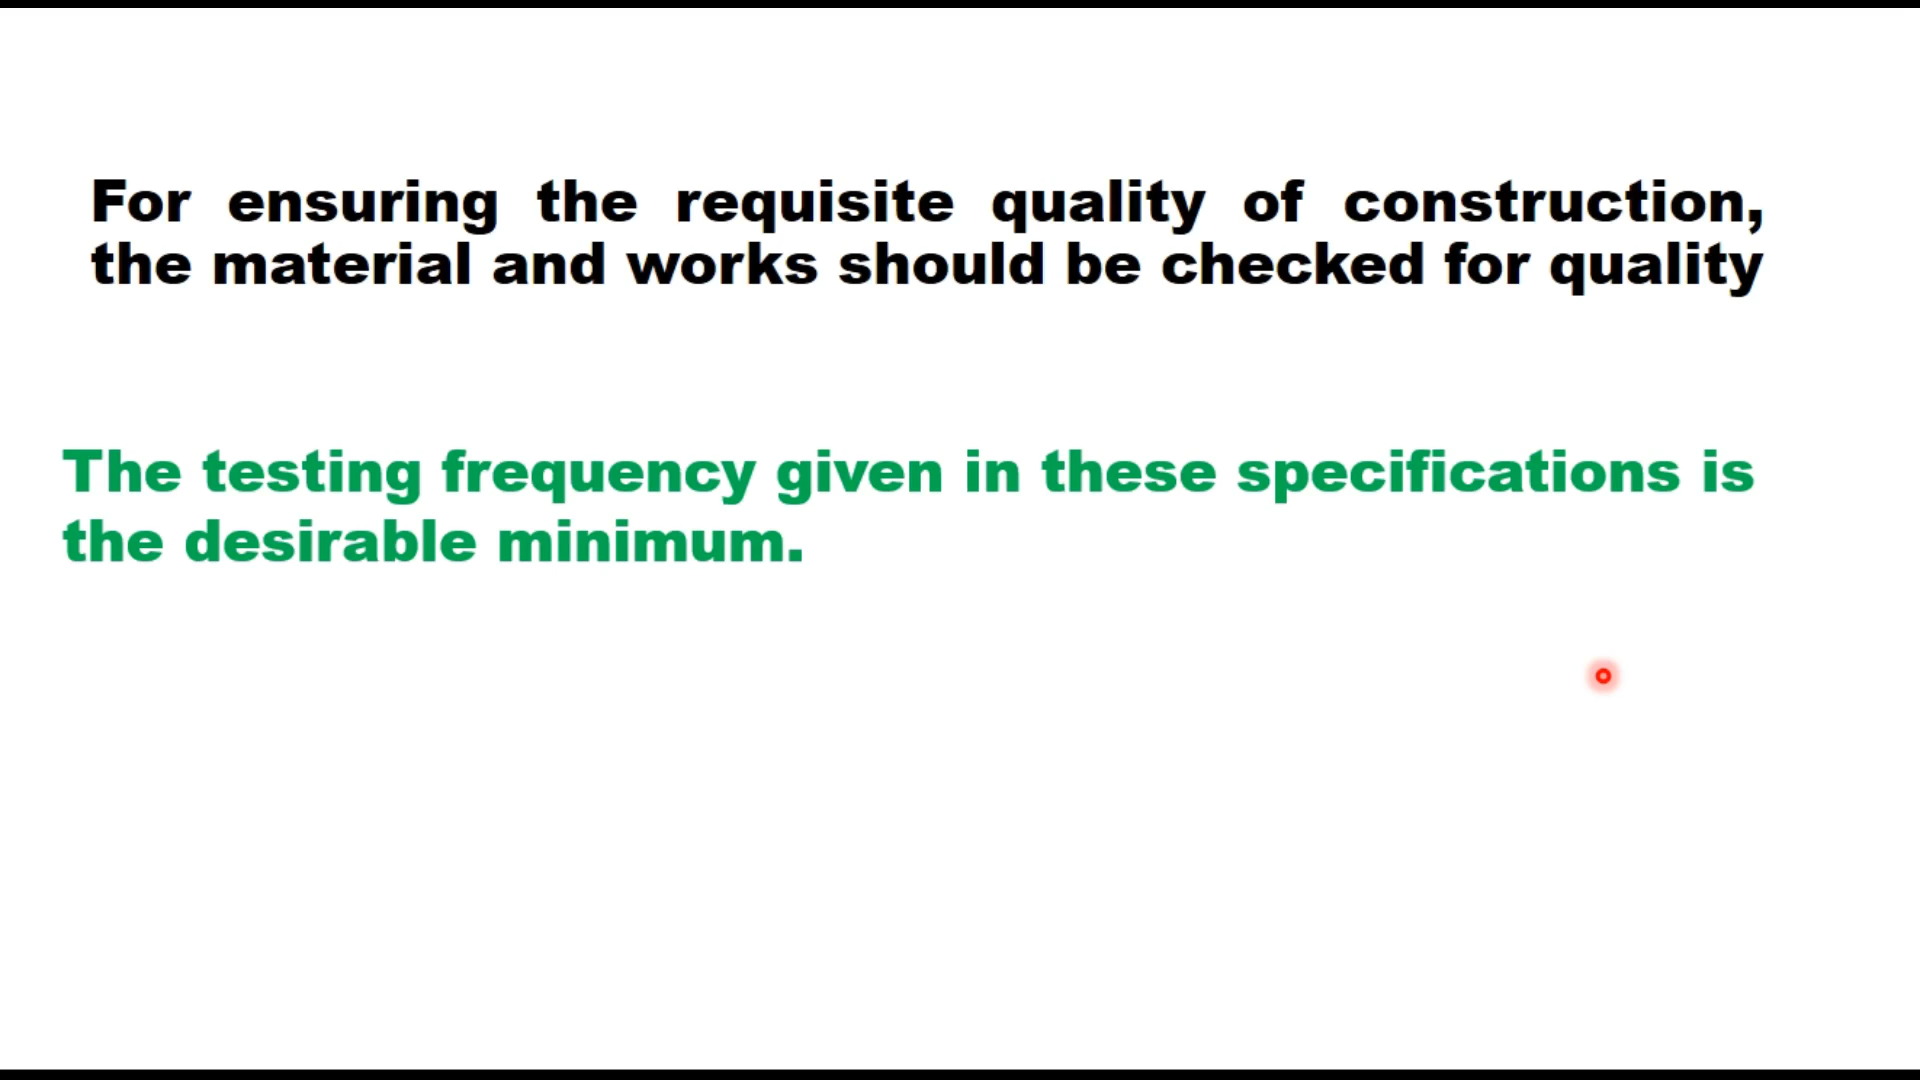 For ensuring the requisite quality of construction,
the material and works should be checked for quality
The testing frequency given in these specifications is
the desirable minimum.